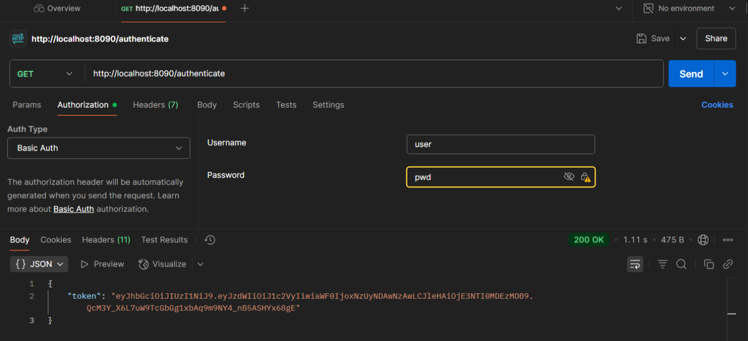 Overview
GET http://localhost:8090/au
No environment
http://localhost:8090/authenticate
Save
Share
GET
http://localhost:8090/authenticate
Send
Params Authorization Headers (7) Body Scripts Tests Settings
Cookies
Auth Type
Basic Auth
The authorization header will be automatically
generated when you send the request. Learn
more about Basic Auth authorization.
Username
user
Password
pwd
Body Cookies Headers (11) Test Results
200 OK • 1.11 s • 475 B
{} JSON Preview Visualize
1 {
2 "token": "eyJhbGciOiJIUzI1NiJ9.eyJzdWIiOiJ1c2VyIiwiaWF0IjoxNzUyNDAwNzAwLCJleHAiOjE3NTI0MDEzMDB9.
QcM3Y_X6L7uW9TcGbGg1xbAq9m9NY4_nBSASHYx68gE"
3 }